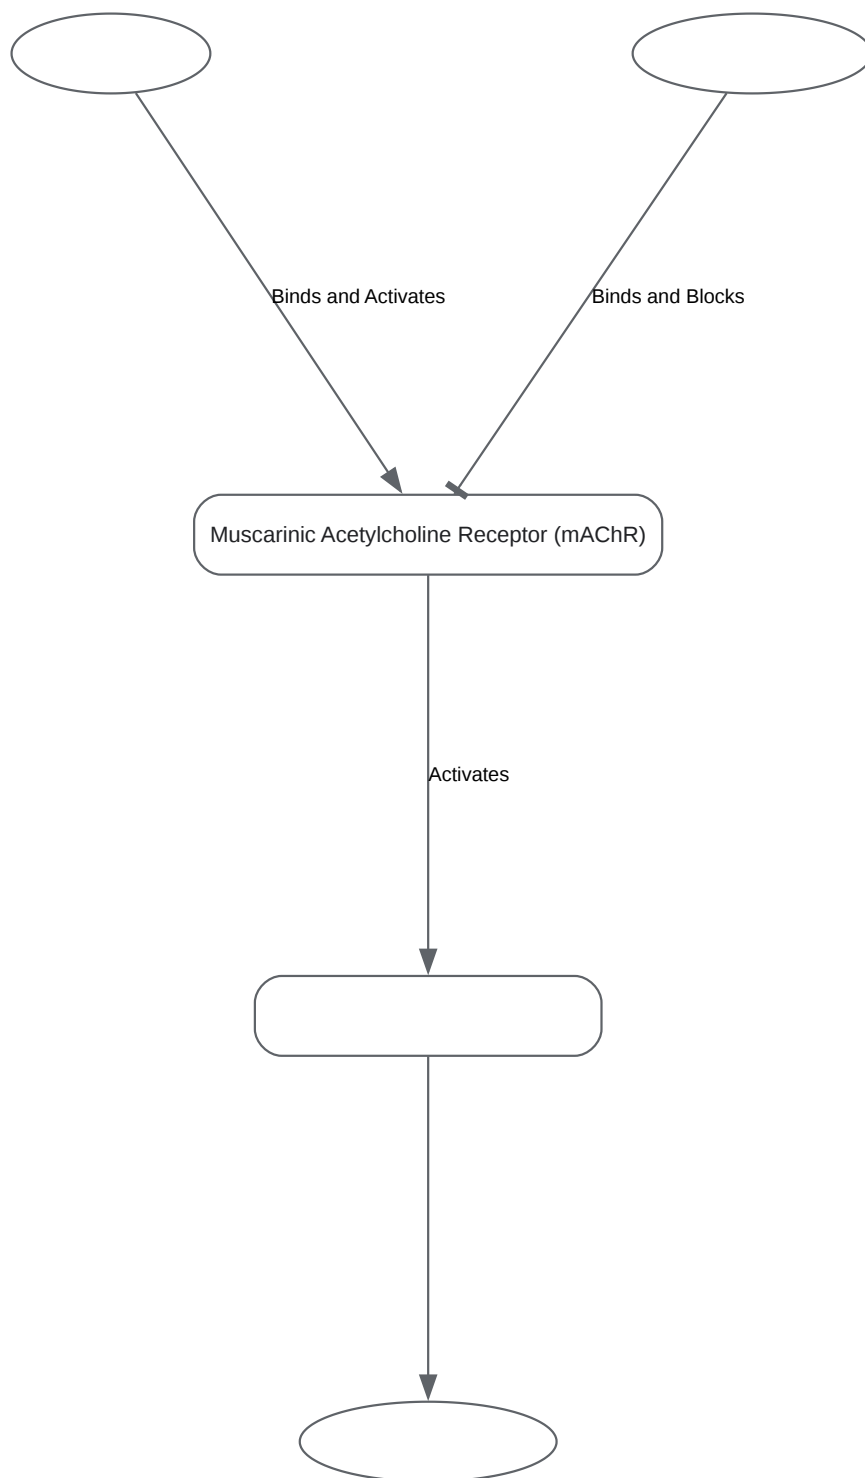 Binds and Activates
Binds and Blocks
Muscarinic Acetylcholine Receptor (mAChR)
Activates